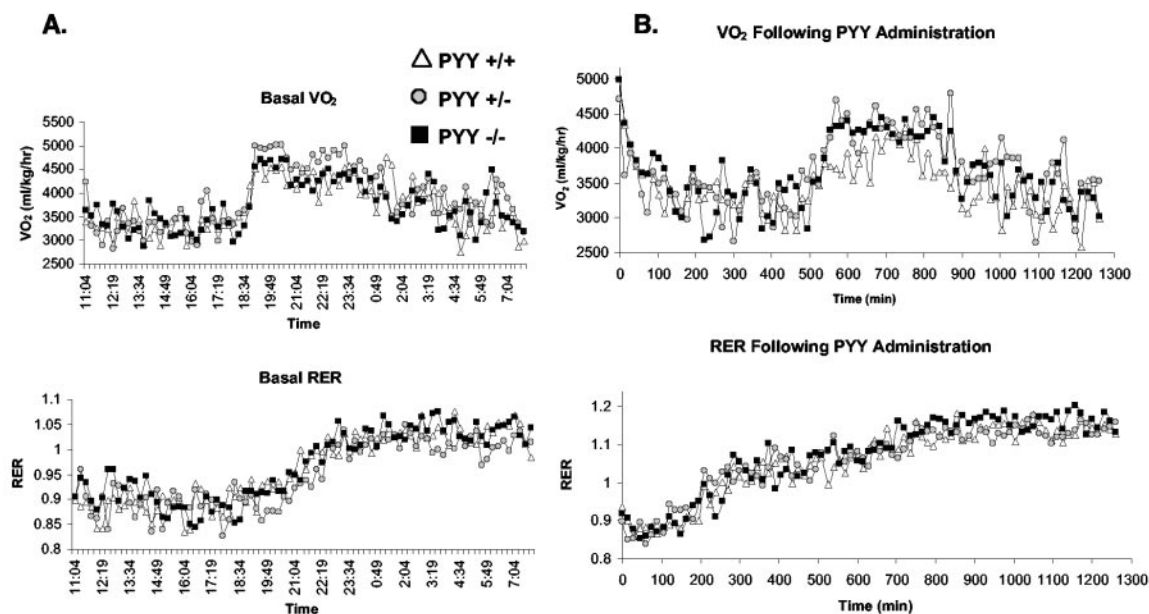 A.
Basal VO₂
△ PYY +/+
PYY +/-
PYY -/-
VO₂ (ml/kg/hr)
5500
5000
4500
4000
3500
3000
2500
11:04 12:19 13:34 14:49 16:04 17:19 18:34 19:49 21:04 22:19 23:34 0:49 2:04 3:19 4:34 5:49 7:04
Time
Basal RER
RER
1.1
1.05
1
0.95
0.9
0.85
0.8
11:04 12:19 13:34 14:49 16:04 17:19 18:34 19:49 21:04 22:19 23:34 0:49 2:04 3:19 4:34 5:49 7:04
Time
B.
VO₂ Following PYY Administration
VO₂ (ml/kg/hr)
5000
4500
4000
3500
3000
2500
0 100 200 300 400 500 600 700 800 900 1000 1100 1200 1300
Time (min)
RER Following PYY Administration
RER
1.2
1.1
1
0.9
0.8
0 100 200 300 400 500 600 700 800 900 1000 1100 1200 1300
Time (min)